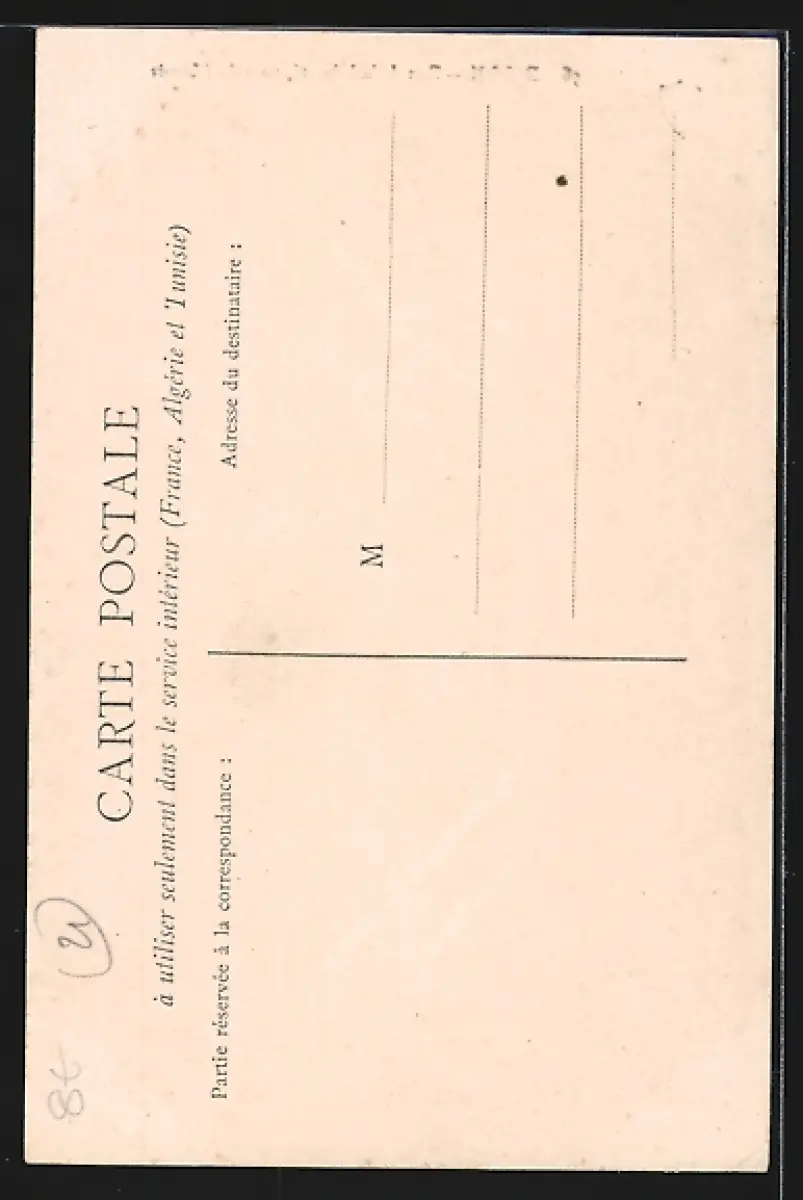 CARTE POSTALE
à utiliser seulement dans le service intérieur (France, Algérie et Tunisie)
Partie réservée à la correspondance :
Adresse du destinataire :
M
8€